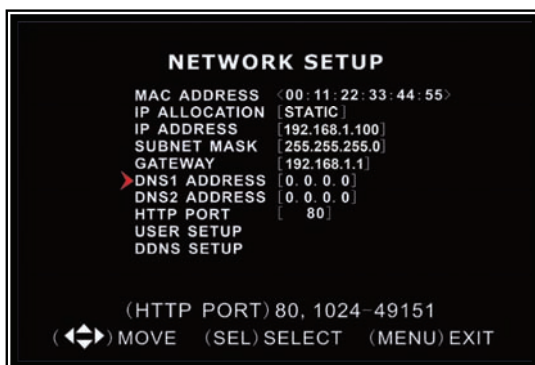 NETWORK SETUP
MAC ADDRESS <00:11:22:33:44:55>
IP ALLOCATION [STATIC]
IP ADDRESS [192.168.1.100]
SUBNET MASK [255.255.255.0]
GATEWAY [192.168.1.1]
DNS1 ADDRESS [0. 0. 0. 0]
DNS2 ADDRESS [0. 0. 0. 0]
HTTP PORT [ 80]
USER SETUP
DDNS SETUP
(HTTP PORT) 80, 1024-49151
( ) MOVE (SEL) SELECT (MENU) EXIT